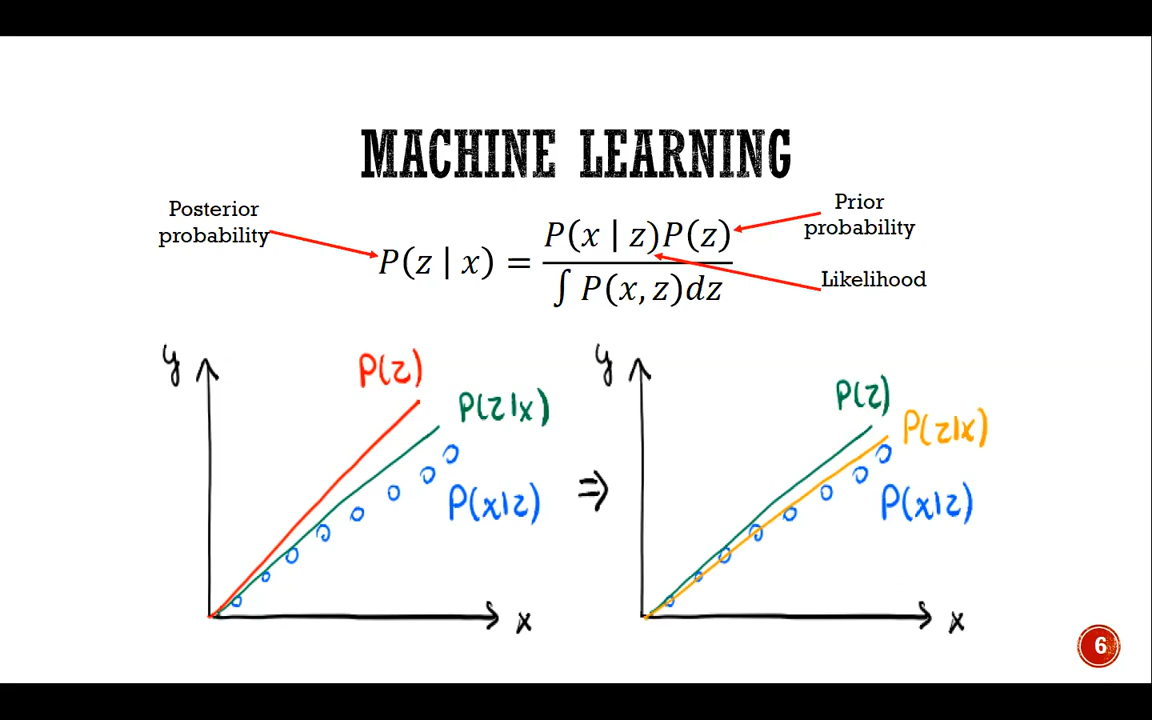 MACHINE LEARNING
Posterior
probability
Prior
probability
P(z | x) = P(x | z)P(z) / ∫ P(x, z)dz
Likelihood
y
P(z)
P(z|x)
P(x|z)
x
⇒
y
P(z)
P(z|x)
P(x|z)
x
6